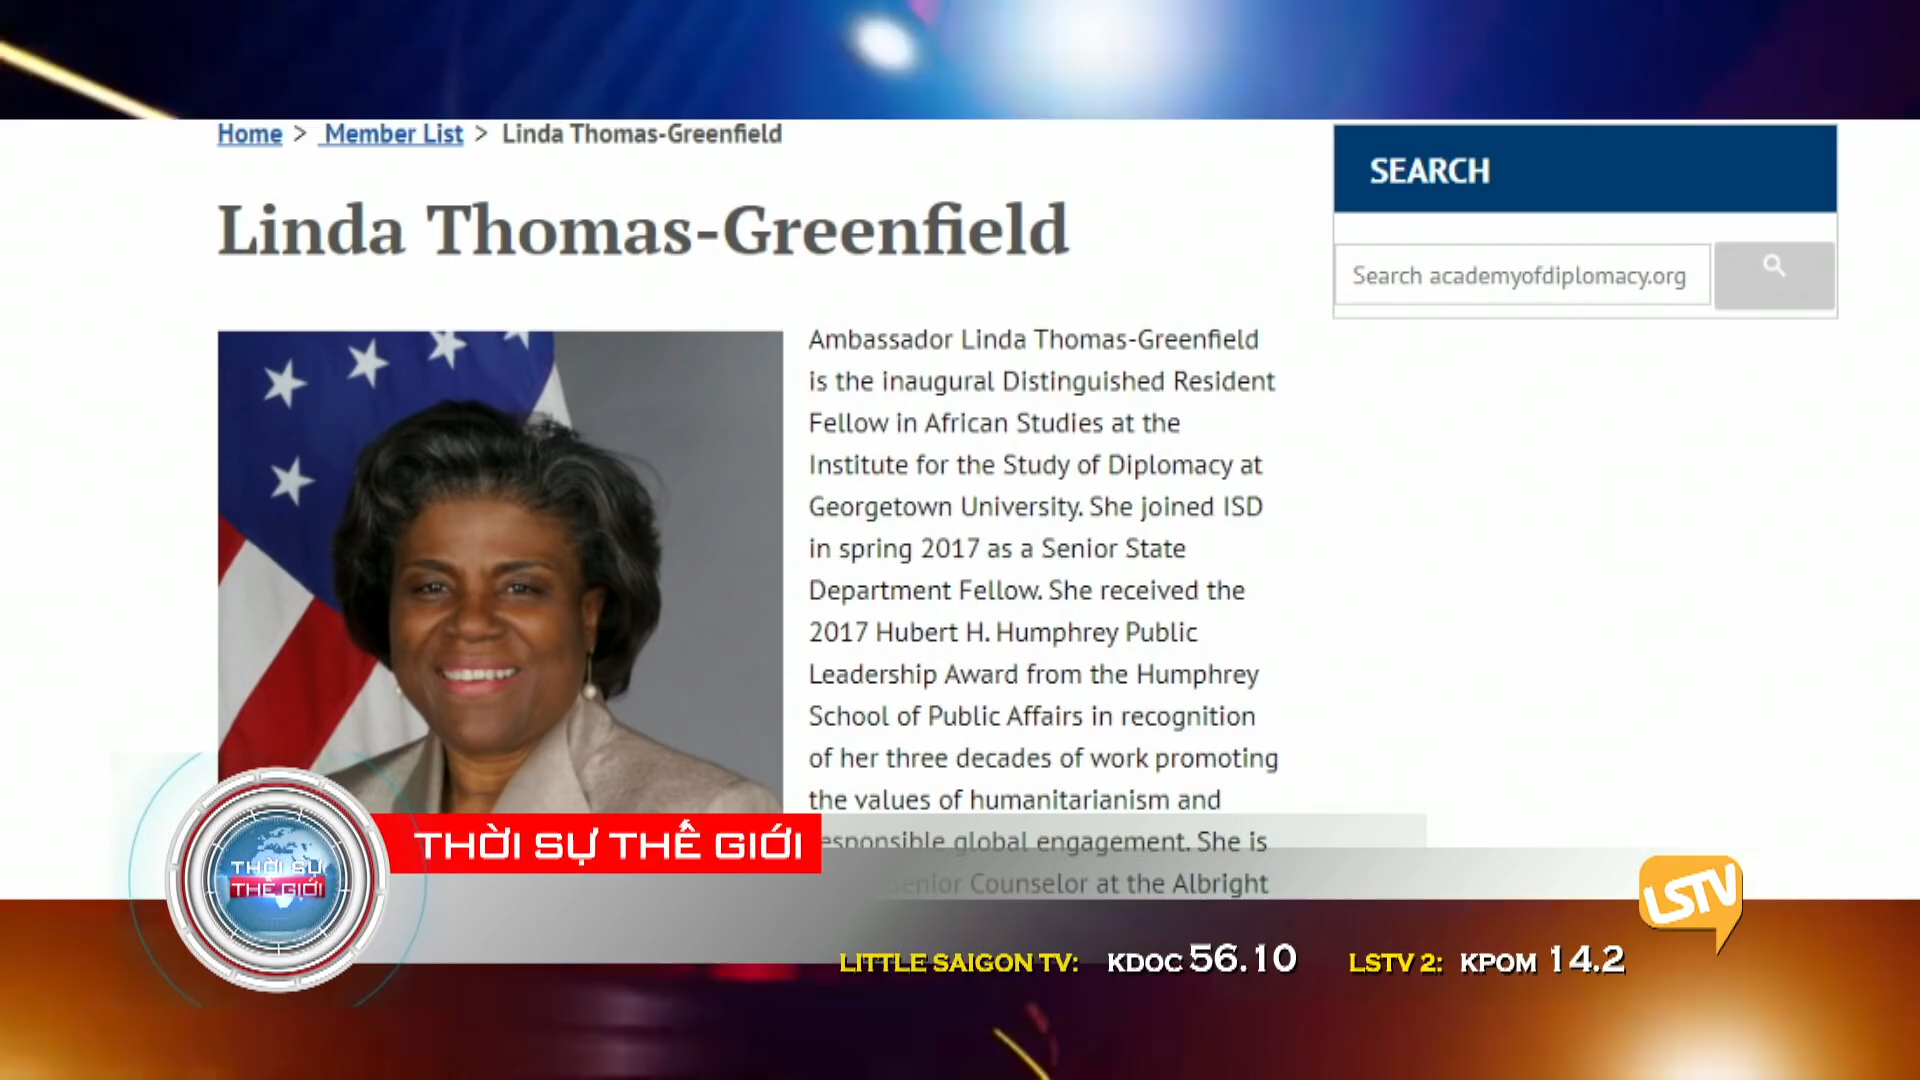 Home > Member List > Linda Thomas-Greenfield
SEARCH
Linda Thomas-Greenfield
Search academyofdiplomacy.org
Ambassador Linda Thomas-Greenfield
is the inaugural Distinguished Resident
Fellow in African Studies at the
Institute for the Study of Diplomacy at
Georgetown University. She joined ISD
in spring 2017 as a Senior State
Department Fellow. She received the
2017 Hubert H. Humphrey Public
Leadership Award from the Humphrey
School of Public Affairs in recognition
of her three decades of work promoting
the values of humanitarianism and
esponsible global engagement. She is
Senior Counselor at the Albright
THỜI SỰ THẾ GIỚI
THỜI SỰ
THẾ GIỚI
LSTV
LITTLE SAIGON TV: KDOC 56.10 LSTV 2: KPOM 14.2